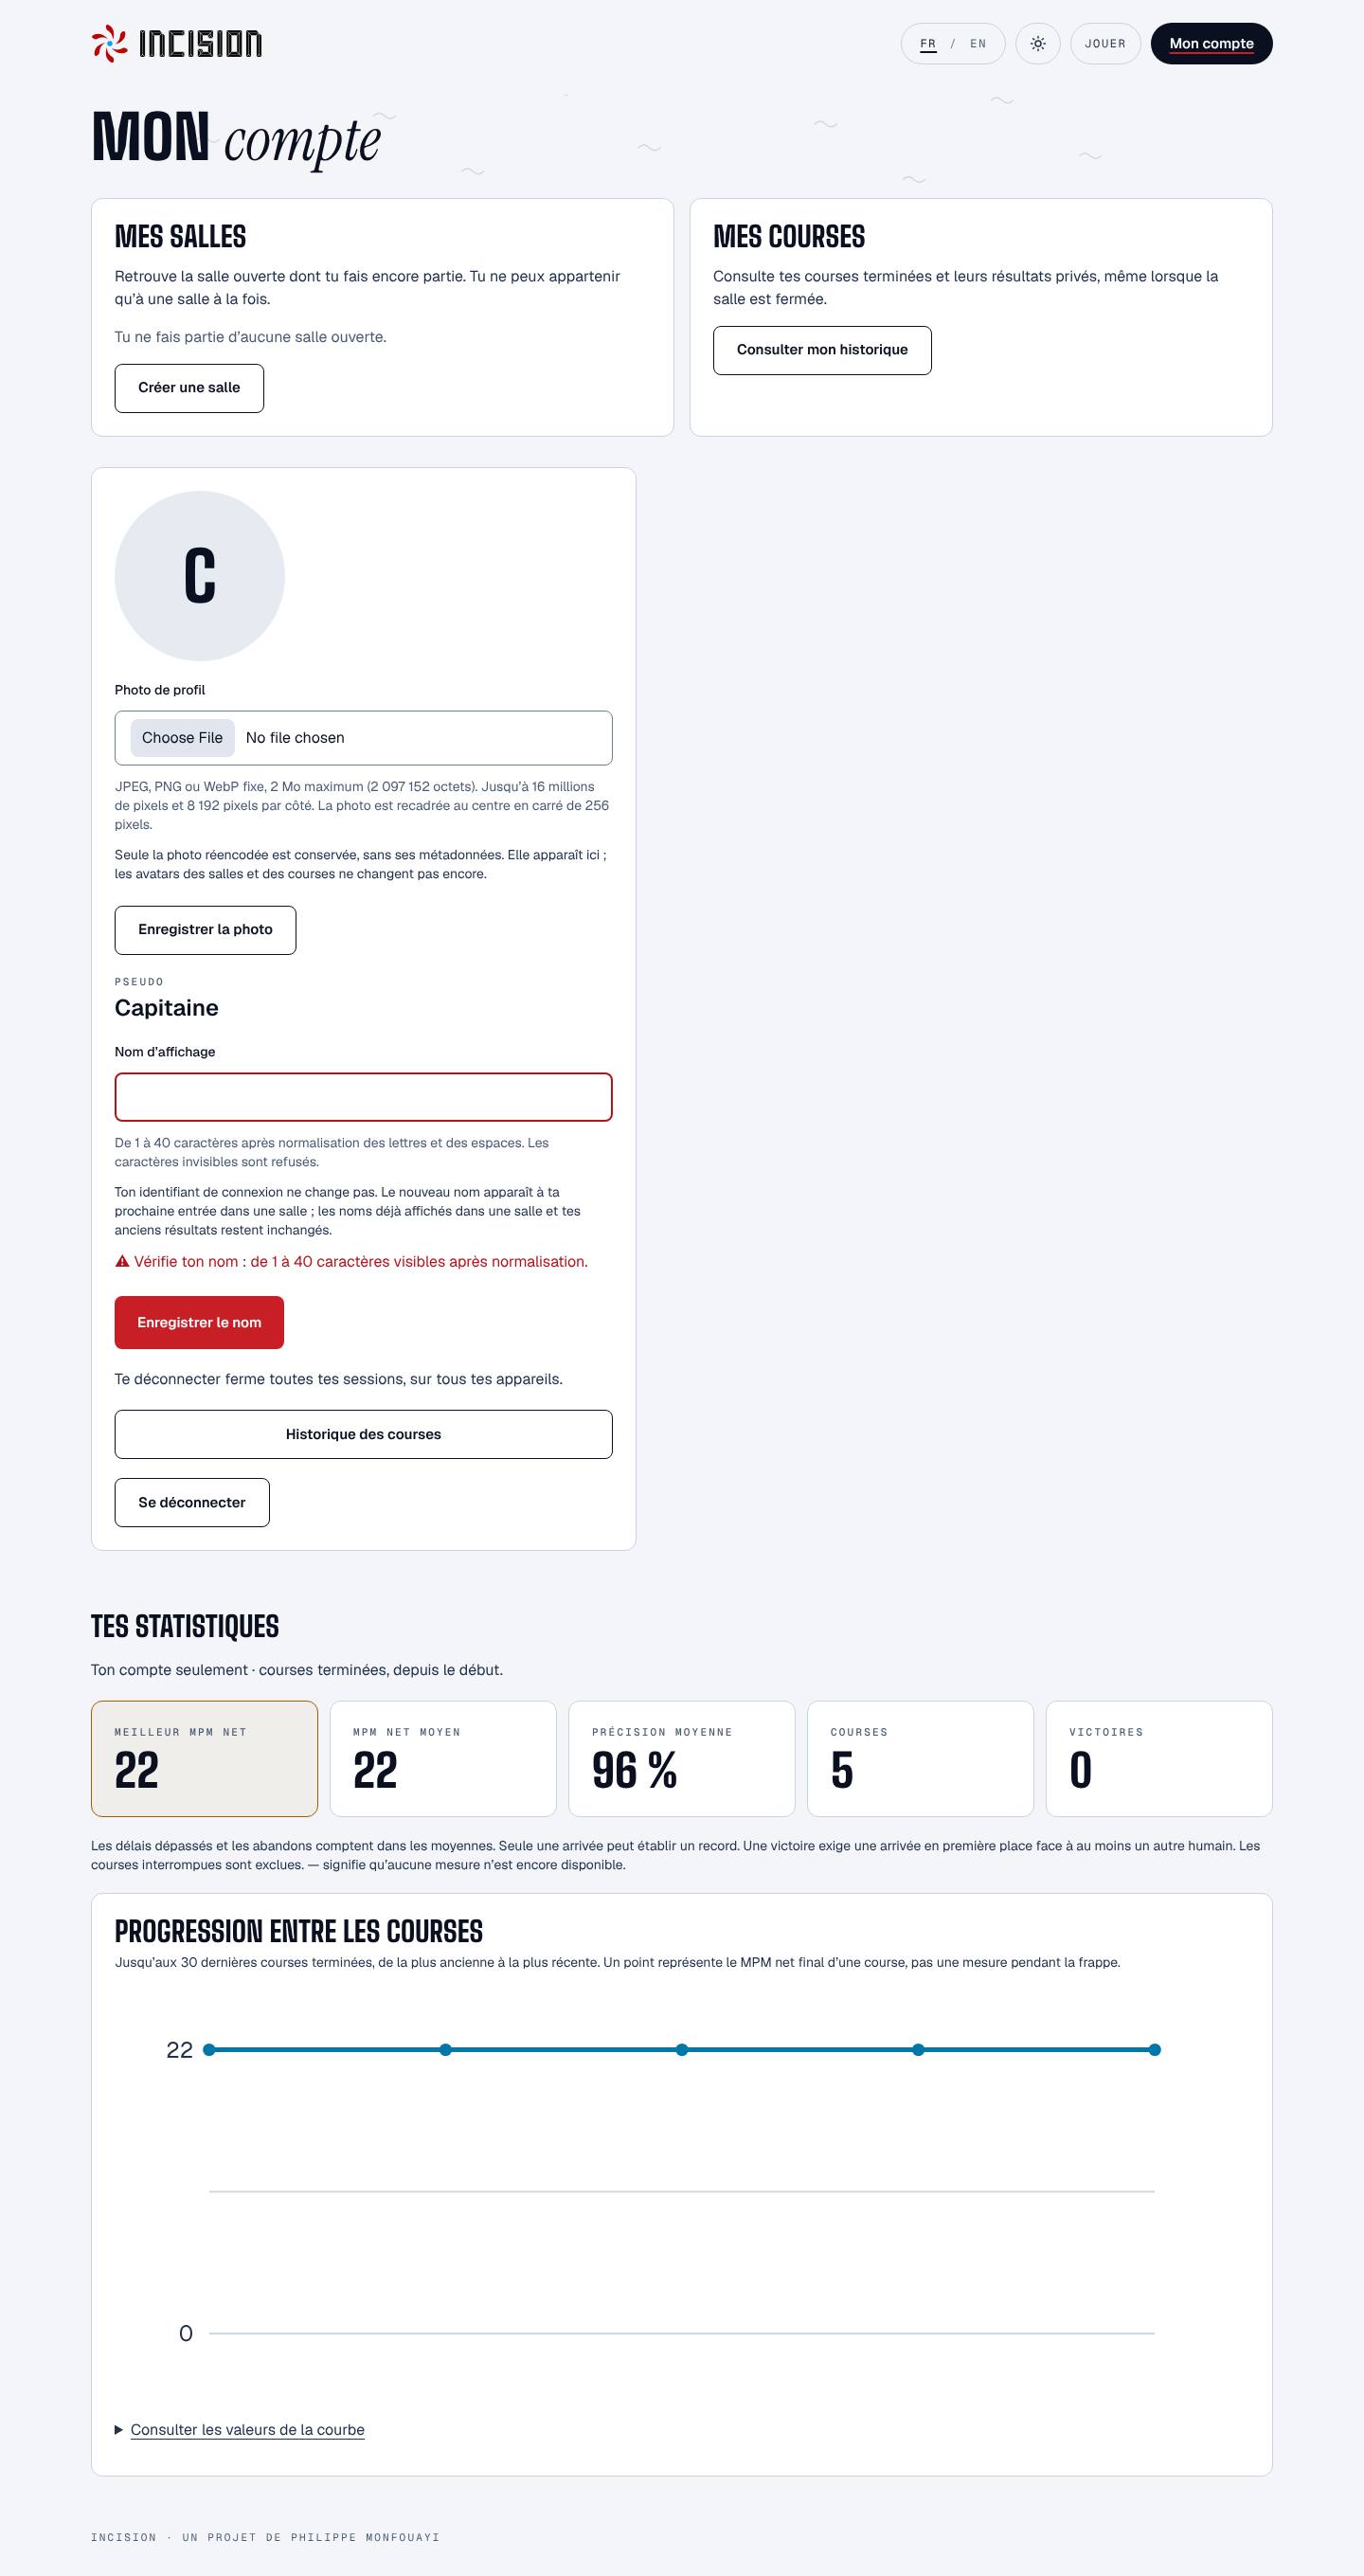 INCISION
FR / EN
JOUER
Mon compte
MON compte
MES SALLES
Retrouve la salle ouverte dont tu fais encore partie. Tu ne peux appartenir
qu'à une salle à la fois.
Tu ne fais partie d'aucune salle ouverte.
Créer une salle
MES COURSES
Consulte tes courses terminées et leurs résultats privés, même lorsque la
salle est fermée.
Consulter mon historique
C
Photo de profil
Choose File No file chosen
JPEG, PNG ou WebP fixe, 2 Mo maximum (2 097 152 octets). Jusqu'à 16 millions
de pixels et 8 192 pixels par côté. La photo est recadrée au centre en carré de 256
pixels.
Seule la photo réencodée est conservée, sans ses métadonnées. Elle apparaît ici ;
les avatars des salles et des courses ne changent pas encore.
Enregistrer la photo
PSEUDO
Capitaine
Nom d'affichage
De 1 à 40 caractères après normalisation des lettres et des espaces. Les
caractères invisibles sont refusés.
Ton identifiant de connexion ne change pas. Le nouveau nom apparaît à ta
prochaine entrée dans une salle ; les noms déjà affichés dans une salle et tes
anciens résultats restent inchangés.
⚠ Vérifie ton nom : de 1 à 40 caractères visibles après normalisation.
Enregistrer le nom
Te déconnecter ferme toutes tes sessions, sur tous tes appareils.
Historique des courses
Se déconnecter
TES STATISTIQUES
Ton compte seulement · courses terminées, depuis le début.
MEILLEUR MPM NET
22
MPM NET MOYEN
22
PRÉCISION MOYENNE
96 %
COURSES
5
VICTOIRES
0
Les délais dépassés et les abandons comptent dans les moyennes. Seule une arrivée peut établir un record. Une victoire exige une arrivée en première place face à au moins un autre humain. Les
courses interrompues sont exclues. — signifie qu'aucune mesure n'est encore disponible.
PROGRESSION ENTRE LES COURSES
Jusqu'aux 30 dernières courses terminées, de la plus ancienne à la plus récente. Un point représente le MPM net final d'une course, pas une mesure pendant la frappe.
22
0
Consulter les valeurs de la courbe
INCISION · UN PROJET DE PHILIPPE MONFOUAYI